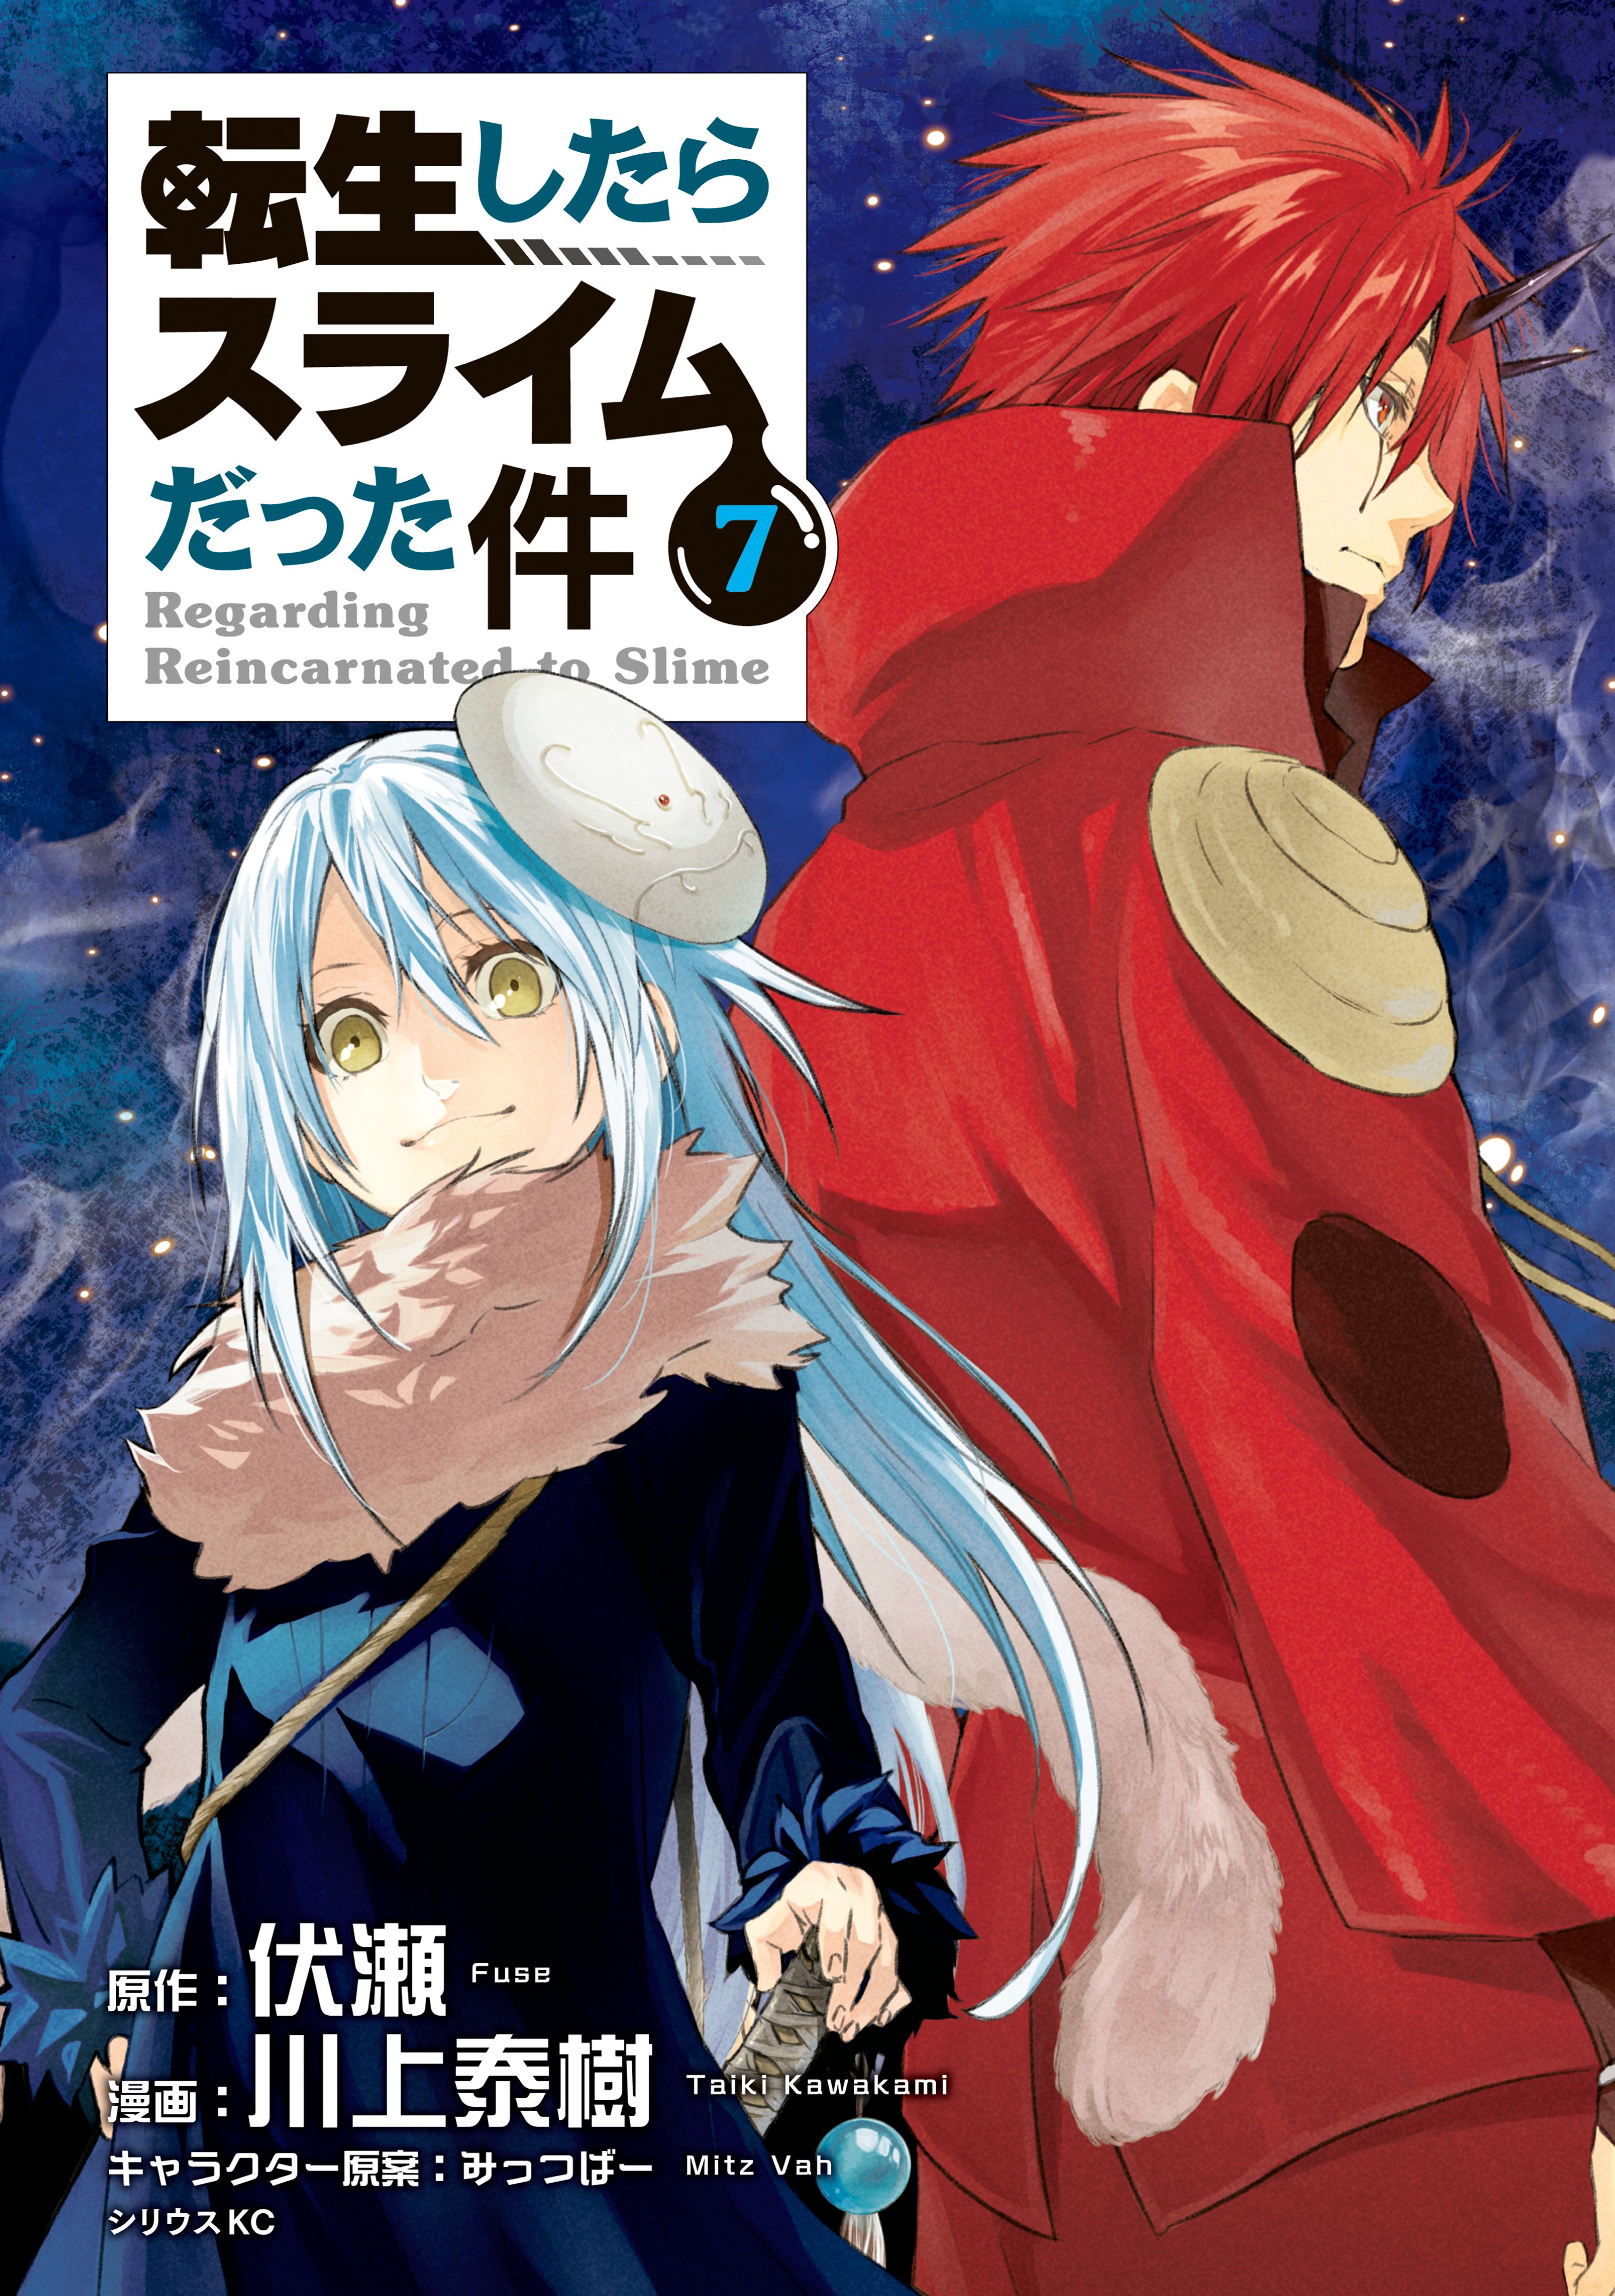 転生したら
スライム
だった件 7
Regarding
Reincarnated to Slime
原作：伏瀬 Fuse
漫画：川上泰樹 Taiki Kawakami
キャラクター原案：みっつばー Mitz Vah
シリウスKC